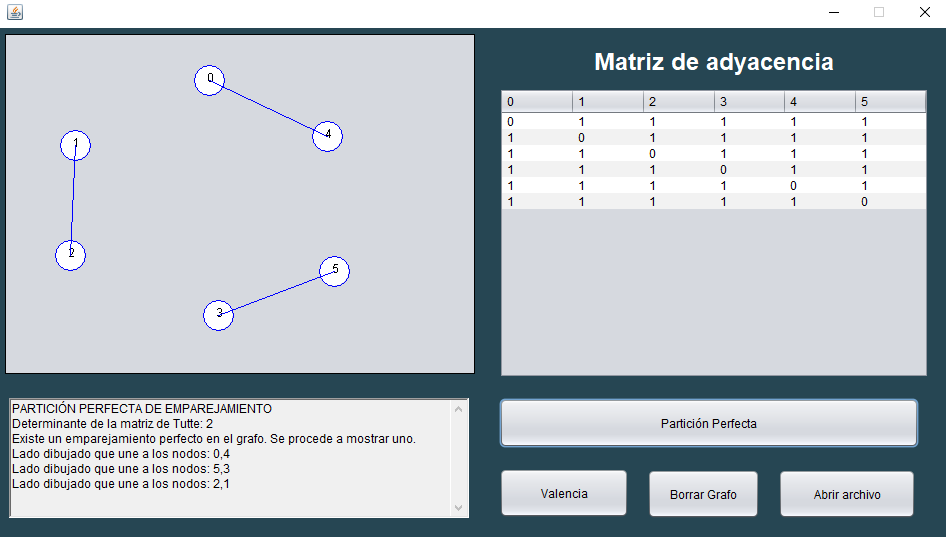 0
4
1
2
5
3
Matriz de adyacencia
0 1 2 3 4 5
0 1 1 1 1 1
1 0 1 1 1 1
1 1 0 1 1 1
1 1 1 0 1 1
1 1 1 1 0 1
1 1 1 1 1 0
PARTICIÓN PERFECTA DE EMPAREJAMIENTO
Determinante de la matriz de Tutte: 2
Existe un emparejamiento perfecto en el grafo. Se procede a mostrar uno.
Lado dibujado que une a los nodos: 0,4
Lado dibujado que une a los nodos: 5,3
Lado dibujado que une a los nodos: 2,1
Partición Perfecta
Valencia
Borrar Grafo
Abrir archivo